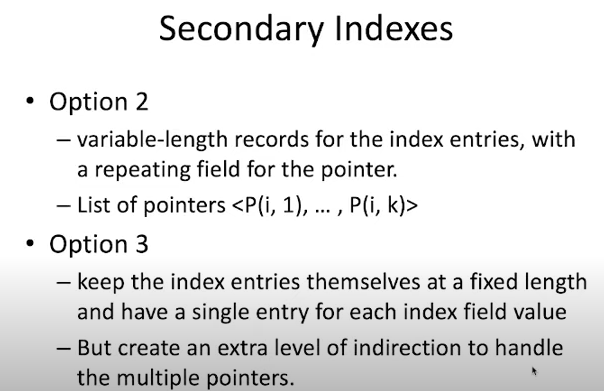 Secondary Indexes
• Option 2
– variable-length records for the index entries, with
a repeating field for the pointer.
– List of pointers <P(i, 1), ... , P(i, k)>
• Option 3
– keep the index entries themselves at a fixed length
and have a single entry for each index field value
– But create an extra level of indirection to handle
the multiple pointers.